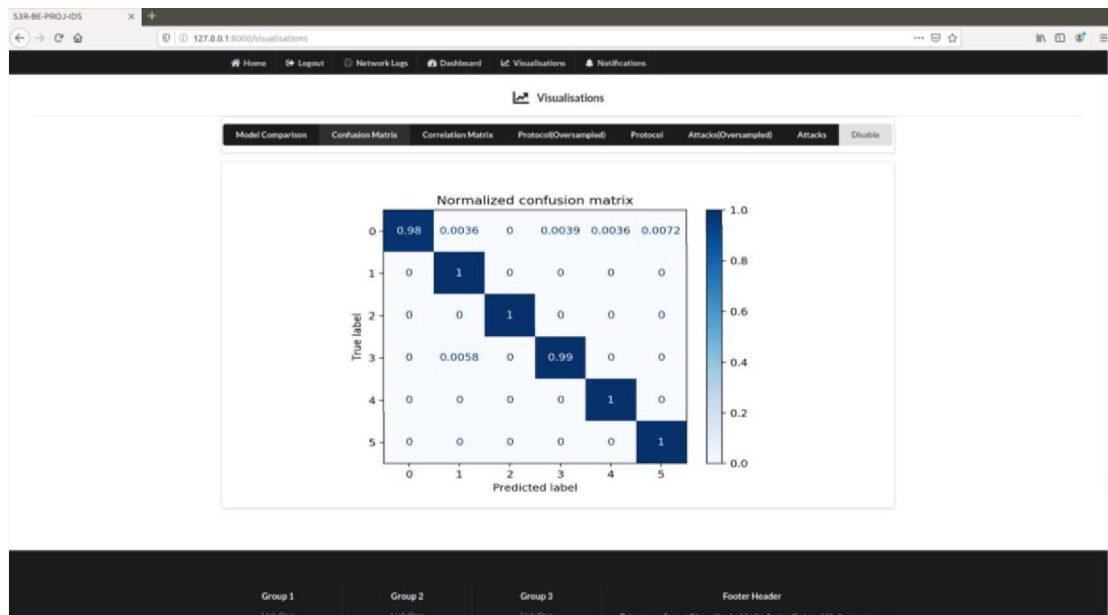 S3R-BE-PROJ-IDS
127.0.0.1:8000/visualisations
Home Logout Network Logs Dashboard Visualisations Notifications
Visualisations
Model Comparison Confusion Matrix Correlation Matrix Protocol(Oversampled) Protocol Attacks(Oversampled) Attacks Disable
Normalized confusion matrix
0 0.98 0.0036 0 0.0039 0.0036 0.0072
1 0 1 0 0 0 0
2 0 0 1 0 0 0
3 0 0.0058 0 0.99 0 0
4 0 0 0 0 1 0
5 0 0 0 0 0 1
0 1 2 3 4 5
True label
Predicted label
1.0
0.8
0.6
0.4
0.2
0.0
Group 1 Group 2 Group 3 Footer Header